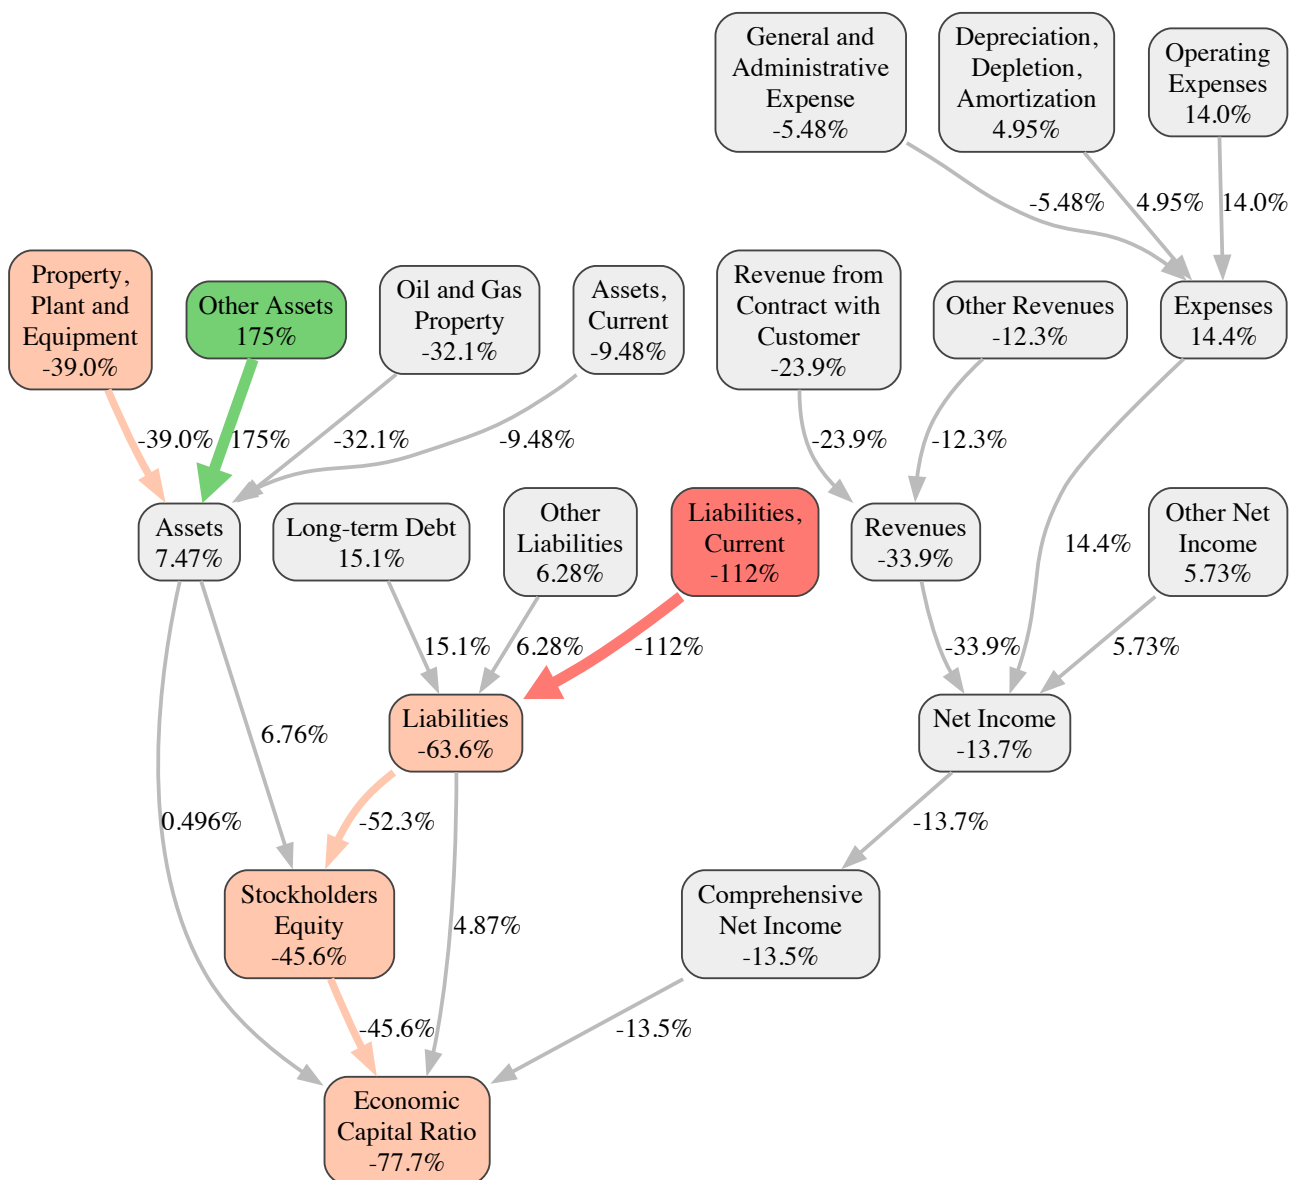 General and
Administrative
Expense
-5.48%
Depreciation,
Depletion,
Amortization
4.95%
Operating
Expenses
14.0%
-5.48%
4.95%
14.0%
Property,
Plant and
Equipment
-39.0%
Other Assets
175%
Oil and Gas
Property
-32.1%
Assets,
Current
-9.48%
Revenue from
Contract with
Customer
-23.9%
Other Revenues
-12.3%
Expenses
14.4%
-39.0%
175%
-32.1%
-9.48%
-23.9%
-12.3%
Assets
7.47%
Long-term Debt
15.1%
Other
Liabilities
6.28%
Liabilities,
Current
-112%
Revenues
-33.9%
14.4%
Other Net
Income
5.73%
15.1%
6.28%
-112%
-33.9%
5.73%
Liabilities
-63.6%
6.76%
Net Income
-13.7%
0.496%
-52.3%
-13.7%
Stockholders
Equity
-45.6%
4.87%
Comprehensive
Net Income
-13.5%
-45.6%
-13.5%
Economic
Capital Ratio
-77.7%